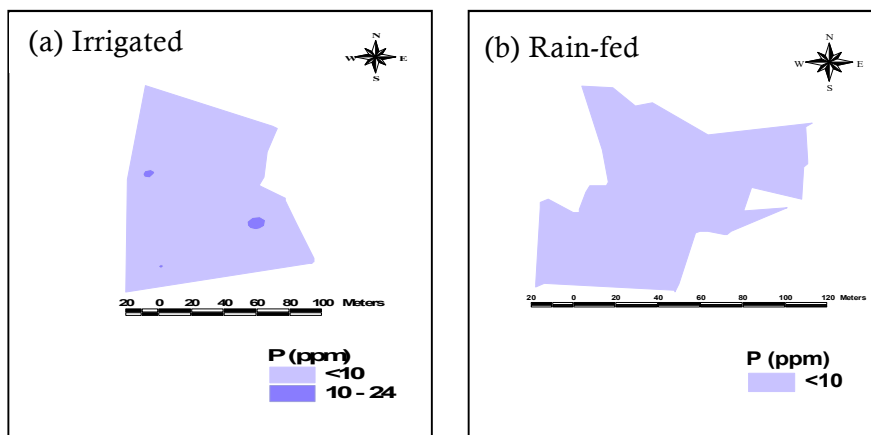 (a) Irrigated
N
W E
S
20 0 20 40 60 80 100 Meters
P (ppm)
<10
10 - 24
(b) Rain-fed
N
W E
S
20 0 20 40 60 80 100 120 Meters
P (ppm)
<10